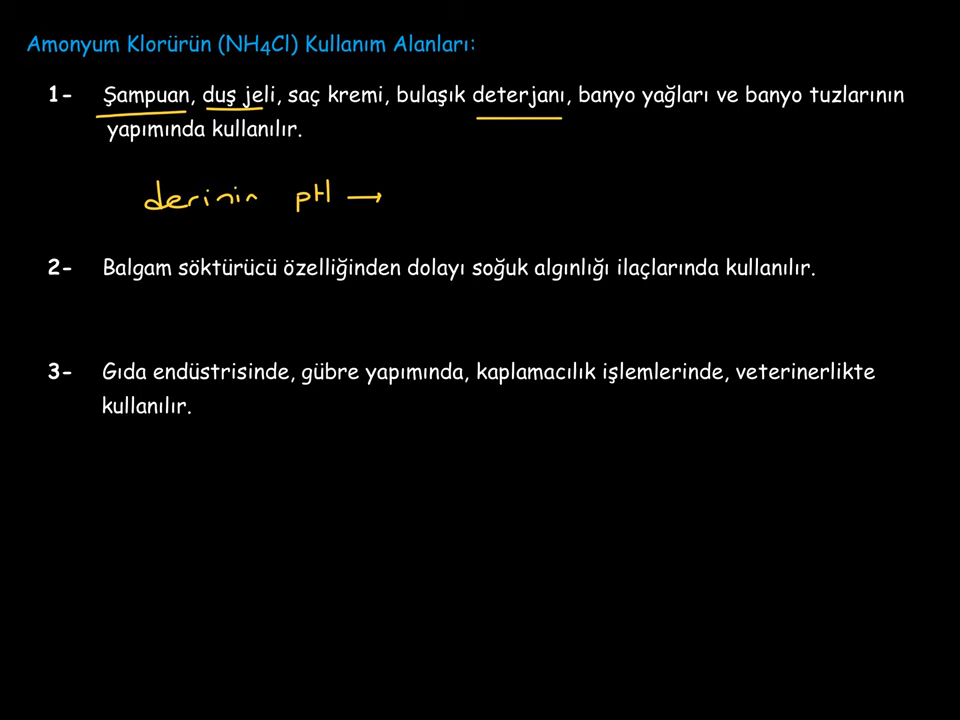 Amonyum Klorürün (NH4Cl) Kullanım Alanları:
1- Şampuan, duş jeli, saç kremi, bulaşık deterjanı, banyo yağları ve banyo tuzlarının
yapımında kullanılır.
derinin pH →
2- Balgam söktürücü özelliğinden dolayı soğuk algınlığı ilaçlarında kullanılır.
3- Gıda endüstrisinde, gübre yapımında, kaplamacılık işlemlerinde, veterinerlikte
kullanılır.